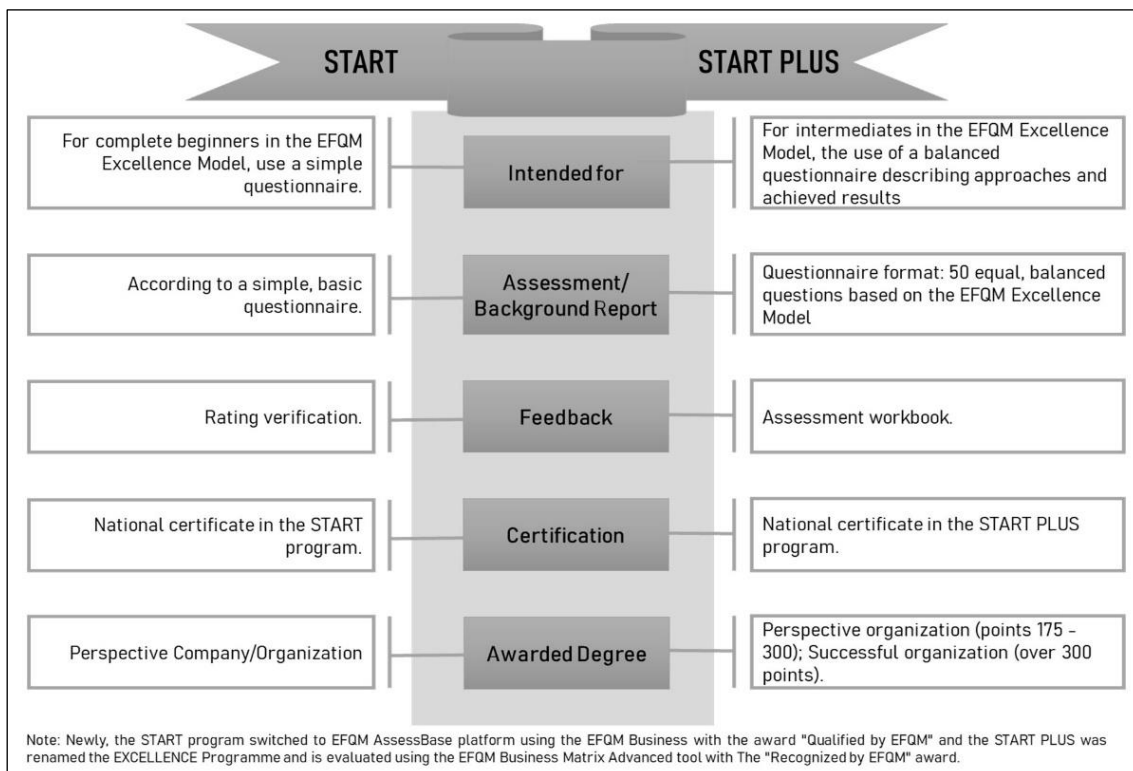 START
START PLUS
For complete beginners in the EFQM
Excellence Model, use a simple
questionnaire.
Intended for
For intermediates in the EFQM Excellence
Model, the use of a balanced
questionnaire describing approaches and
achieved results
According to a simple, basic
questionnaire.
Assessment/
Background Report
Questionnaire format: 50 equal, balanced
questions based on the EFQM Excellence
Model
Rating verification.
Feedback
Assessment workbook.
National certificate in the START
program.
Certification
National certificate in the START PLUS
program.
Perspective Company/Organization
Awarded Degree
Perspective organization (points 175 -
300); Successful organization (over 300
points).
Note: Newly, the START program switched to EFQM AssessBase platform using the EFQM Business with the award "Qualified by EFQM" and the START PLUS was
renamed the EXCELLENCE Programme and is evaluated using the EFQM Business Matrix Advanced tool with The "Recognized by EFQM" award.